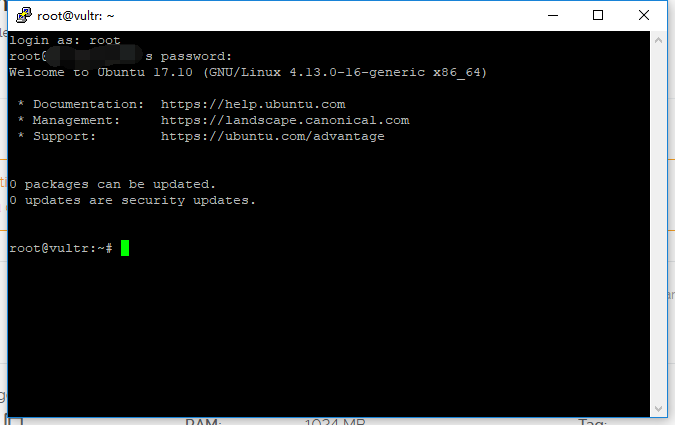 root@vultr: ~
login as: root
root@ s password:
Welcome to Ubuntu 17.10 (GNU/Linux 4.13.0-16-generic x86_64)
* Documentation: https://help.ubuntu.com
* Management: https://landscape.canonical.com
* Support: https://ubuntu.com/advantage
0 packages can be updated.
0 updates are security updates.
root@vultr:~#
RAM: 1024 MB Tag: